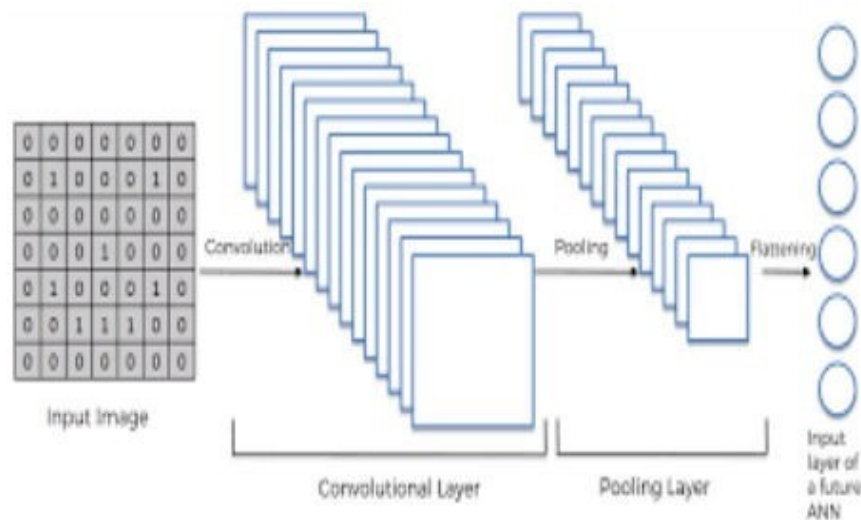 0 0 0 0 0 0 0
0 1 0 0 0 1 0
0 0 0 0 0 0 0
0 0 0 1 0 0 0
0 1 0 0 0 1 0
0 0 1 1 1 0 0
0 0 0 0 0 0 0
Input Image
Convolution
Pooling
Flattening
Convolutional Layer
Pooling Layer
Input
layer of
a future
ANN